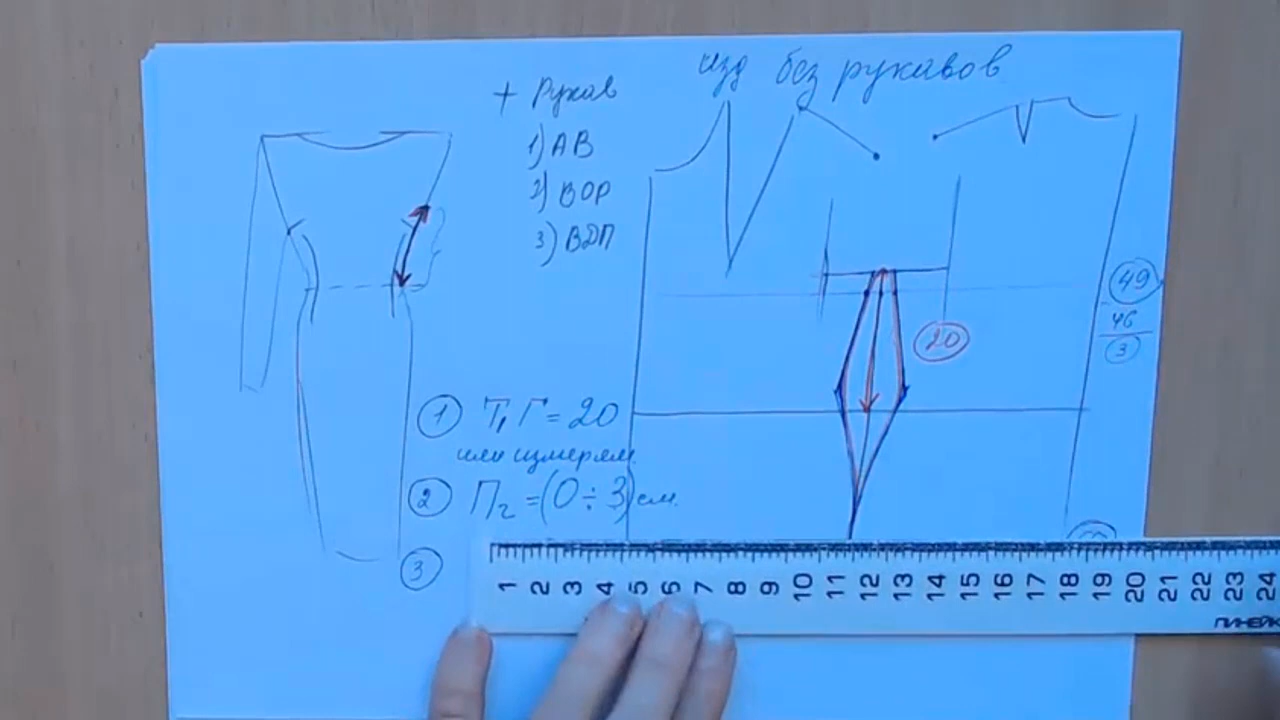 изд без рукавов
+ Рукав
1) АВ
2) ВОР
3) ВДП
49
46
3
20
① Т₁Г = 20
или измеряем
② Пг = (0 ÷ 3) см.
③
1 2 3 4 5 6 7 8 9 10 11 12 13 14 15 16 17 18 19 20 21 22 23 24
ЛИНЕЙК